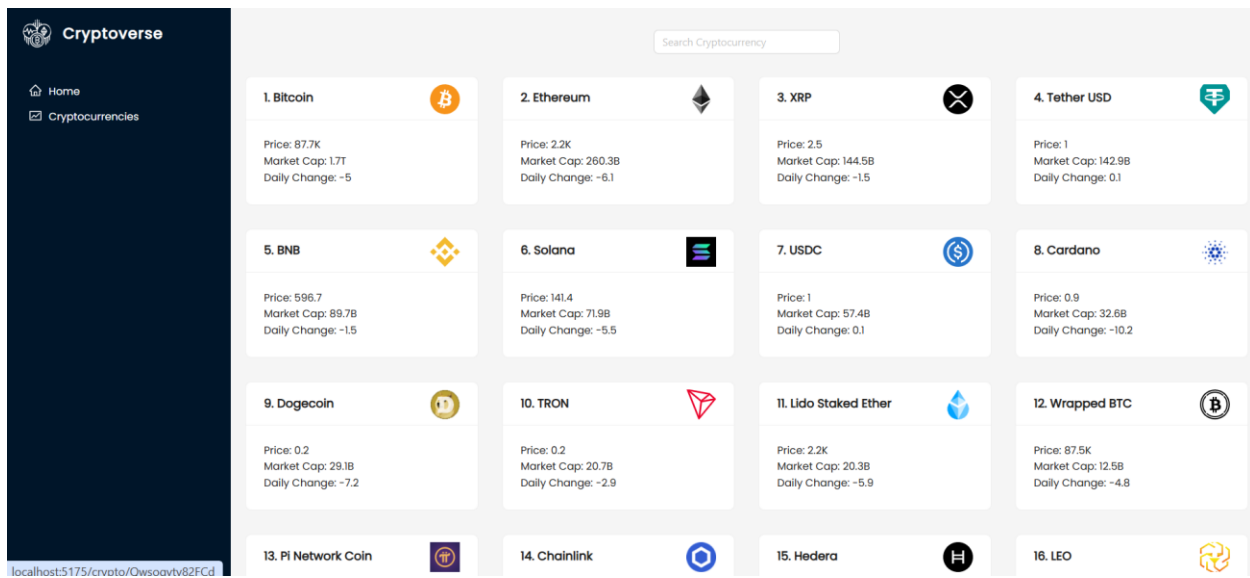 Cryptoverse
Home
Cryptocurrencies
Search Cryptocurrency
1. Bitcoin
Price: 87.7K
Market Cap: 1.7T
Daily Change: -5
2. Ethereum
Price: 2.2K
Market Cap: 260.3B
Daily Change: -6.1
3. XRP
Price: 2.5
Market Cap: 144.5B
Daily Change: -1.5
4. Tether USD
Price: 1
Market Cap: 142.9B
Daily Change: 0.1
5. BNB
Price: 596.7
Market Cap: 89.7B
Daily Change: -1.5
6. Solana
Price: 141.4
Market Cap: 71.9B
Daily Change: -5.5
7. USDC
Price: 1
Market Cap: 57.4B
Daily Change: 0.1
8. Cardano
Price: 0.9
Market Cap: 32.6B
Daily Change: -10.2
9. Dogecoin
Price: 0.2
Market Cap: 29.1B
Daily Change: -7.2
10. TRON
Price: 0.2
Market Cap: 20.7B
Daily Change: -2.9
11. Lido Staked Ether
Price: 2.2K
Market Cap: 20.3B
Daily Change: -5.9
12. Wrapped BTC
Price: 87.5K
Market Cap: 12.5B
Daily Change: -4.8
13. Pi Network Coin
14. Chainlink
15. Hedera
16. LEO
localhost:5175/crypto/Qwsogvtv82FCd